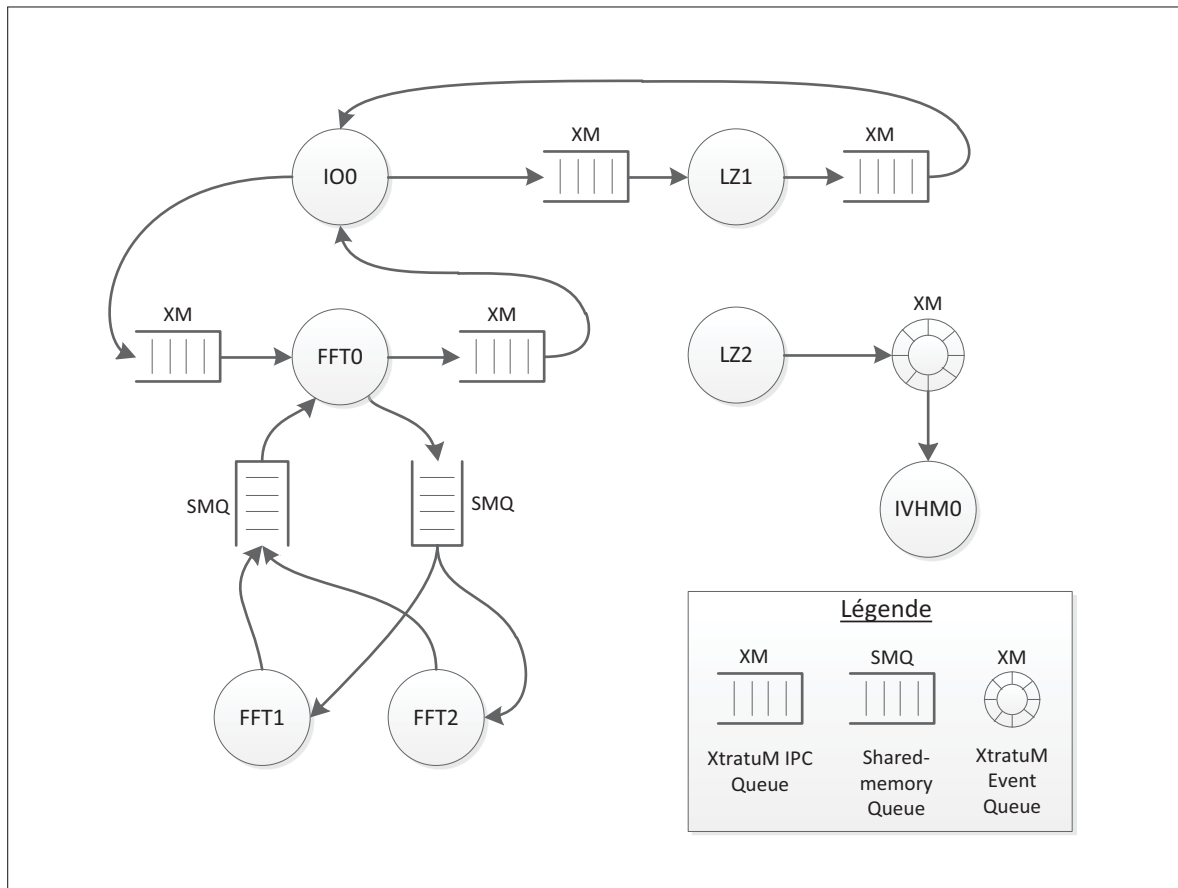 XM
IO0
LZ1
XM
XM
FFT0
XM
XM
LZ2
SMQ
SMQ
IVHM0
FFT1
FFT2
Légende
XM
SMQ
XM
XtratuM IPC
Queue
Shared-
memory
Queue
XtratuM
Event
Queue